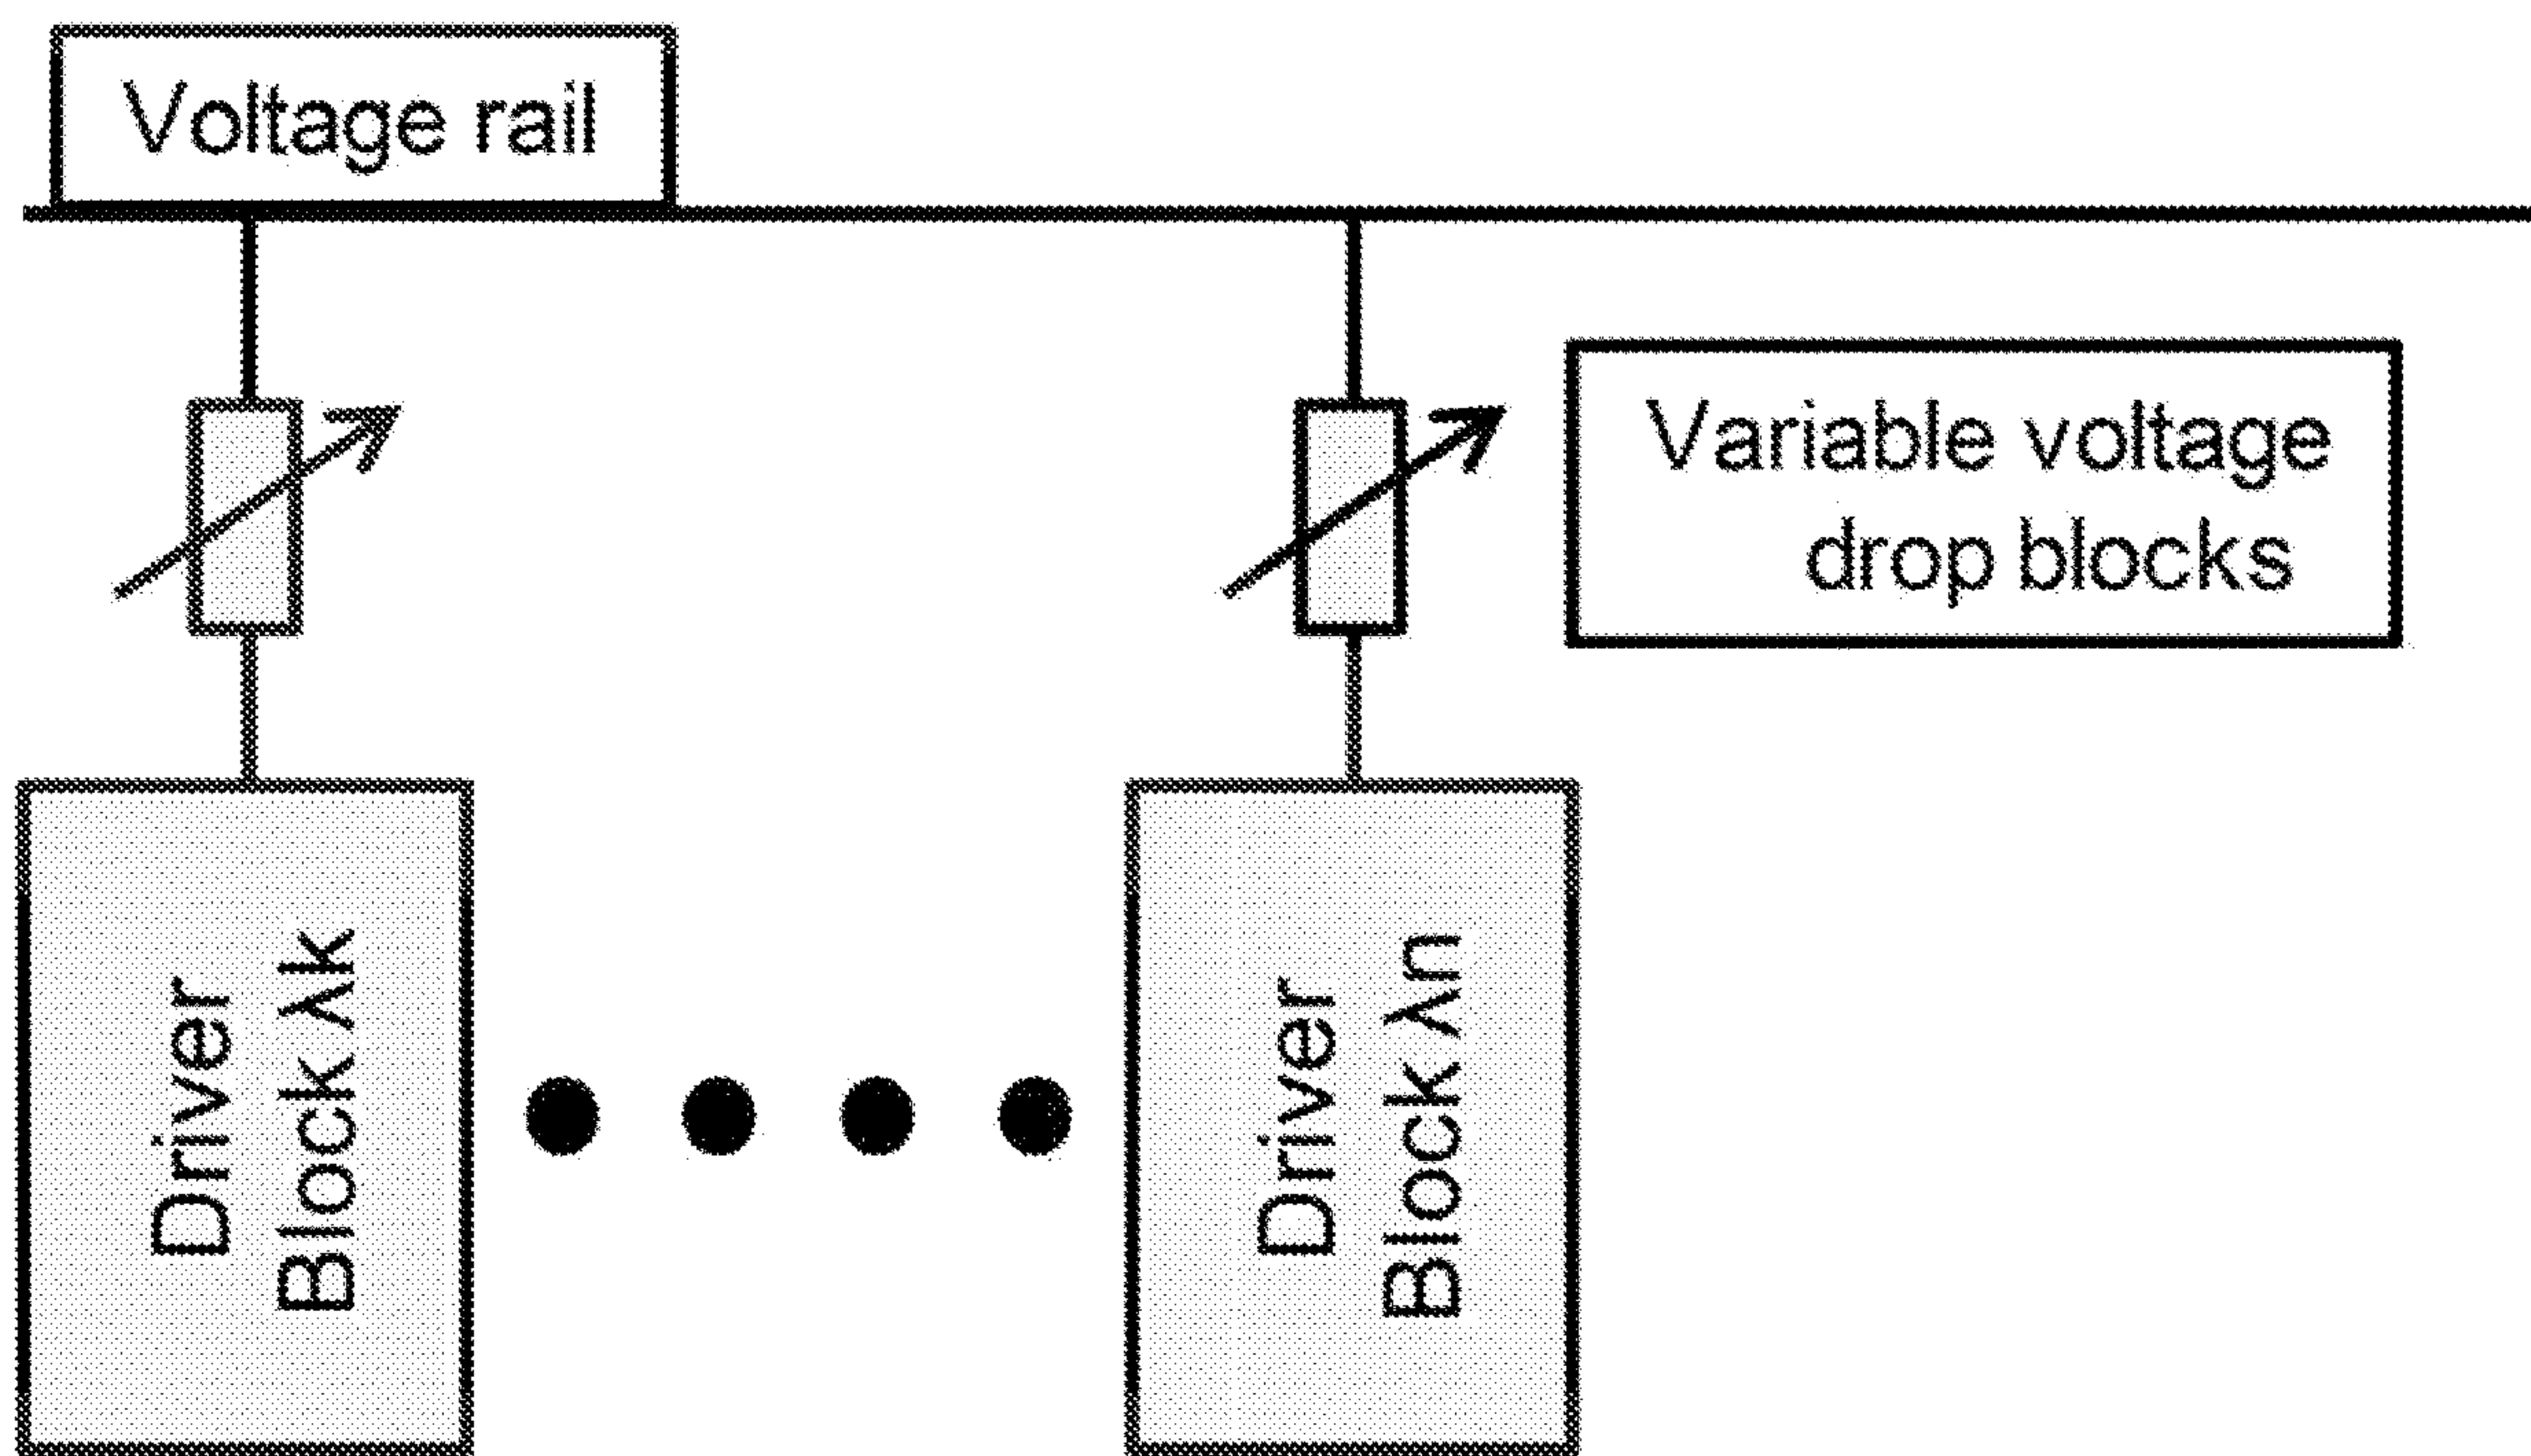 Voltage rail
Variable voltage
drop blocks
Driver
Block λk
Driver
Block λn